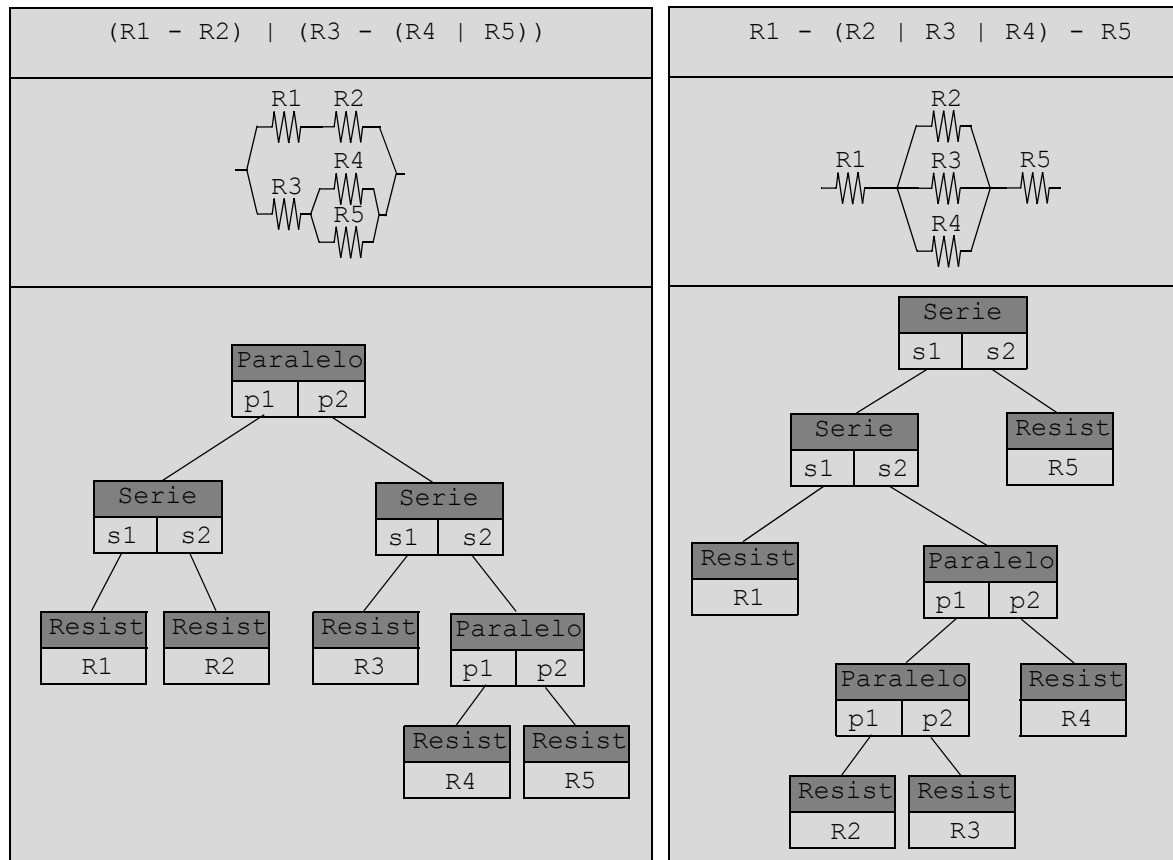 (R1 - R2) | (R3 - (R4 | R5))
R1 R2
R4
R3
R5
Paralelo
p1 p2
Serie Serie
s1 s2 s1 s2
Resist Resist Resist Paralelo
R1 R2 R3 p1 p2
Resist Resist
R4 R5
R1 - (R2 | R3 | R4) - R5
R2
R1 R3 R5
R4
Serie
s1 s2
Serie Resist
s1 s2 R5
Resist Paralelo
R1 p1 p2
Paralelo Resist
p1 p2 R4
Resist Resist
R2 R3